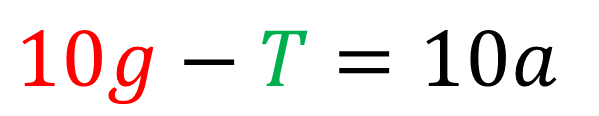 10g − T = 10a